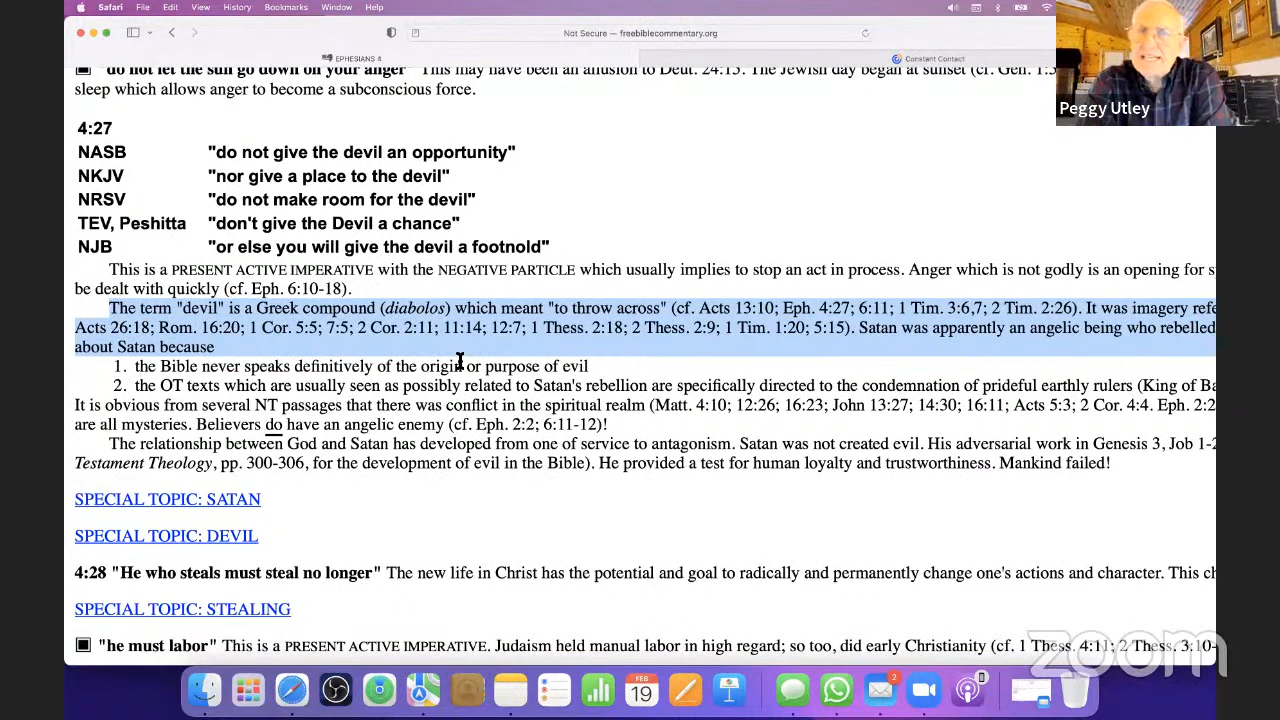 Safari File Edit View History Bookmarks Window Help
Not Secure — freebiblecommentary.org
EPHESIANS 4
Constant Contact
"do not let the sun go down on your anger" This may have been an allusion to Deut. 24:15. The Jewish day began at sunset (cf. Gen. 1:5
sleep which allows anger to become a subconscious force.
Peggy Utley
4:27
NASB "do not give the devil an opportunity"
NKJV "nor give a place to the devil"
NRSV "do not make room for the devil"
TEV, Peshitta "don't give the Devil a chance"
NJB "or else you will give the devil a footnold"
This is a PRESENT ACTIVE IMPERATIVE with the NEGATIVE PARTICLE which usually implies to stop an act in process. Anger which is not godly is an opening for s
be dealt with quickly (cf. Eph. 6:10-18).
The term "devil" is a Greek compound (diabolos) which meant "to throw across" (cf. Acts 13:10; Eph. 4:27; 6:11; 1 Tim. 3:6,7; 2 Tim. 2:26). It was imagery refe
Acts 26:18; Rom. 16:20; 1 Cor. 5:5; 7:5; 2 Cor. 2:11; 11:14; 12:7; 1 Thess. 2:18; 2 Thess. 2:9; 1 Tim. 1:20; 5:15). Satan was apparently an angelic being who rebelled
about Satan because
1. the Bible never speaks definitively of the origin or purpose of evil
2. the OT texts which are usually seen as possibly related to Satan's rebellion are specifically directed to the condemnation of prideful earthly rulers (King of Ba
It is obvious from several NT passages that there was conflict in the spiritual realm (Matt. 4:10; 12:26; 16:23; John 13:27; 14:30; 16:11; Acts 5:3; 2 Cor. 4:4. Eph. 2:2
are all mysteries. Believers do have an angelic enemy (cf. Eph. 2:2; 6:11-12)!
The relationship between God and Satan has developed from one of service to antagonism. Satan was not created evil. His adversarial work in Genesis 3, Job 1-2
Testament Theology, pp. 300-306, for the development of evil in the Bible). He provided a test for human loyalty and trustworthiness. Mankind failed!
SPECIAL TOPIC: SATAN
SPECIAL TOPIC: DEVIL
4:28 "He who steals must steal no longer" The new life in Christ has the potential and goal to radically and permanently change one's actions and character. This ch
SPECIAL TOPIC: STEALING
"he must labor" This is a PRESENT ACTIVE IMPERATIVE. Judaism held manual labor in high regard; so too, did early Christianity (cf. 1 Thess. 4:11; 2 Thess. 3:10-
zoom
FEB
19
2